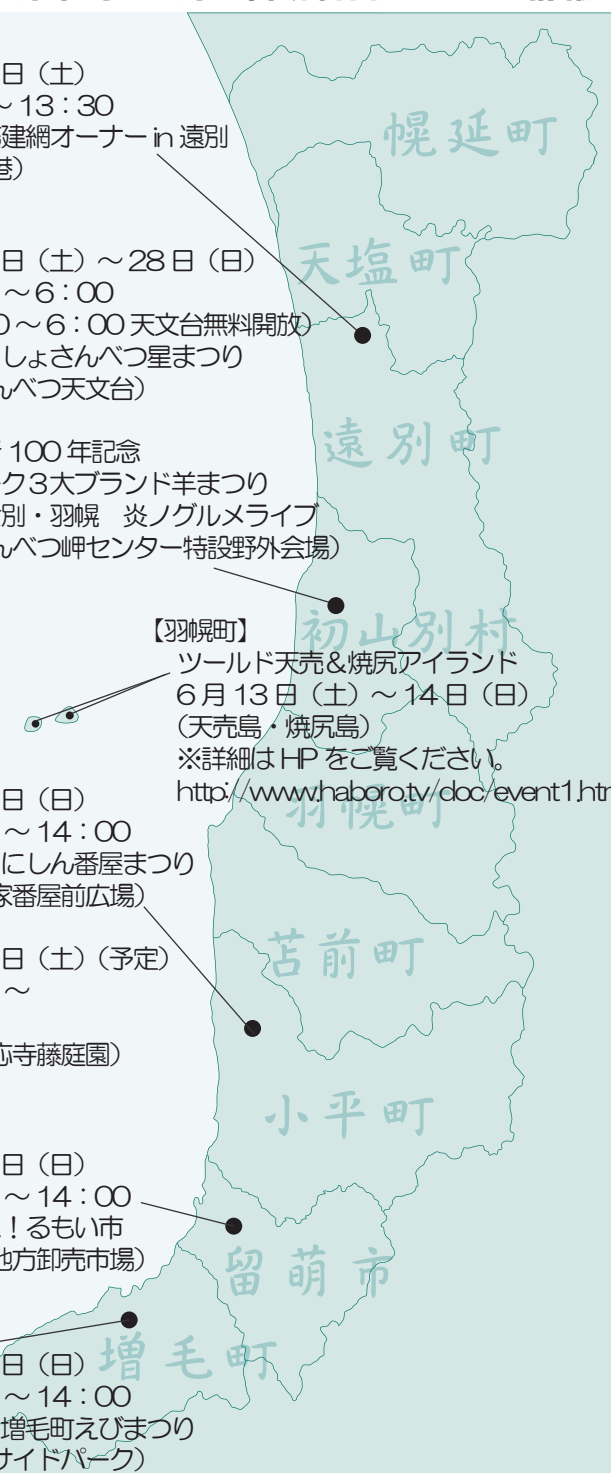 日（土）
～13：30
建網オーナー in 遠別
港）
幌延町
日（土）～28日（日）
～6：00
0～6：00 天文台無料開放）
しょさんべつ星まつり
んべつ天文台）
天塩町
100年記念
ク3大ブランド羊まつり
別・羽幌　炎ノグルメライブ
んべつ岬センター特設野外会場）
遠別町
初山別村
【羽幌町】
ツールド天売＆焼尻アイランド
6月13日（土）～14日（日）
（天売島・焼尻島）
※詳細はHPをご覧ください。
http://www.haboro.tv/doc/event1.htm
羽幌町
日（日）
～14：00
にしん番屋まつり
家番屋前広場）
苫前町
日（土）（予定）
～
応寺藤庭園）
小平町
日（日）
～14：00
！るもい市
地方卸売市場）
留萌市
増毛町
日（日）
～14：00
増毛町えびまつり
サイドパーク）